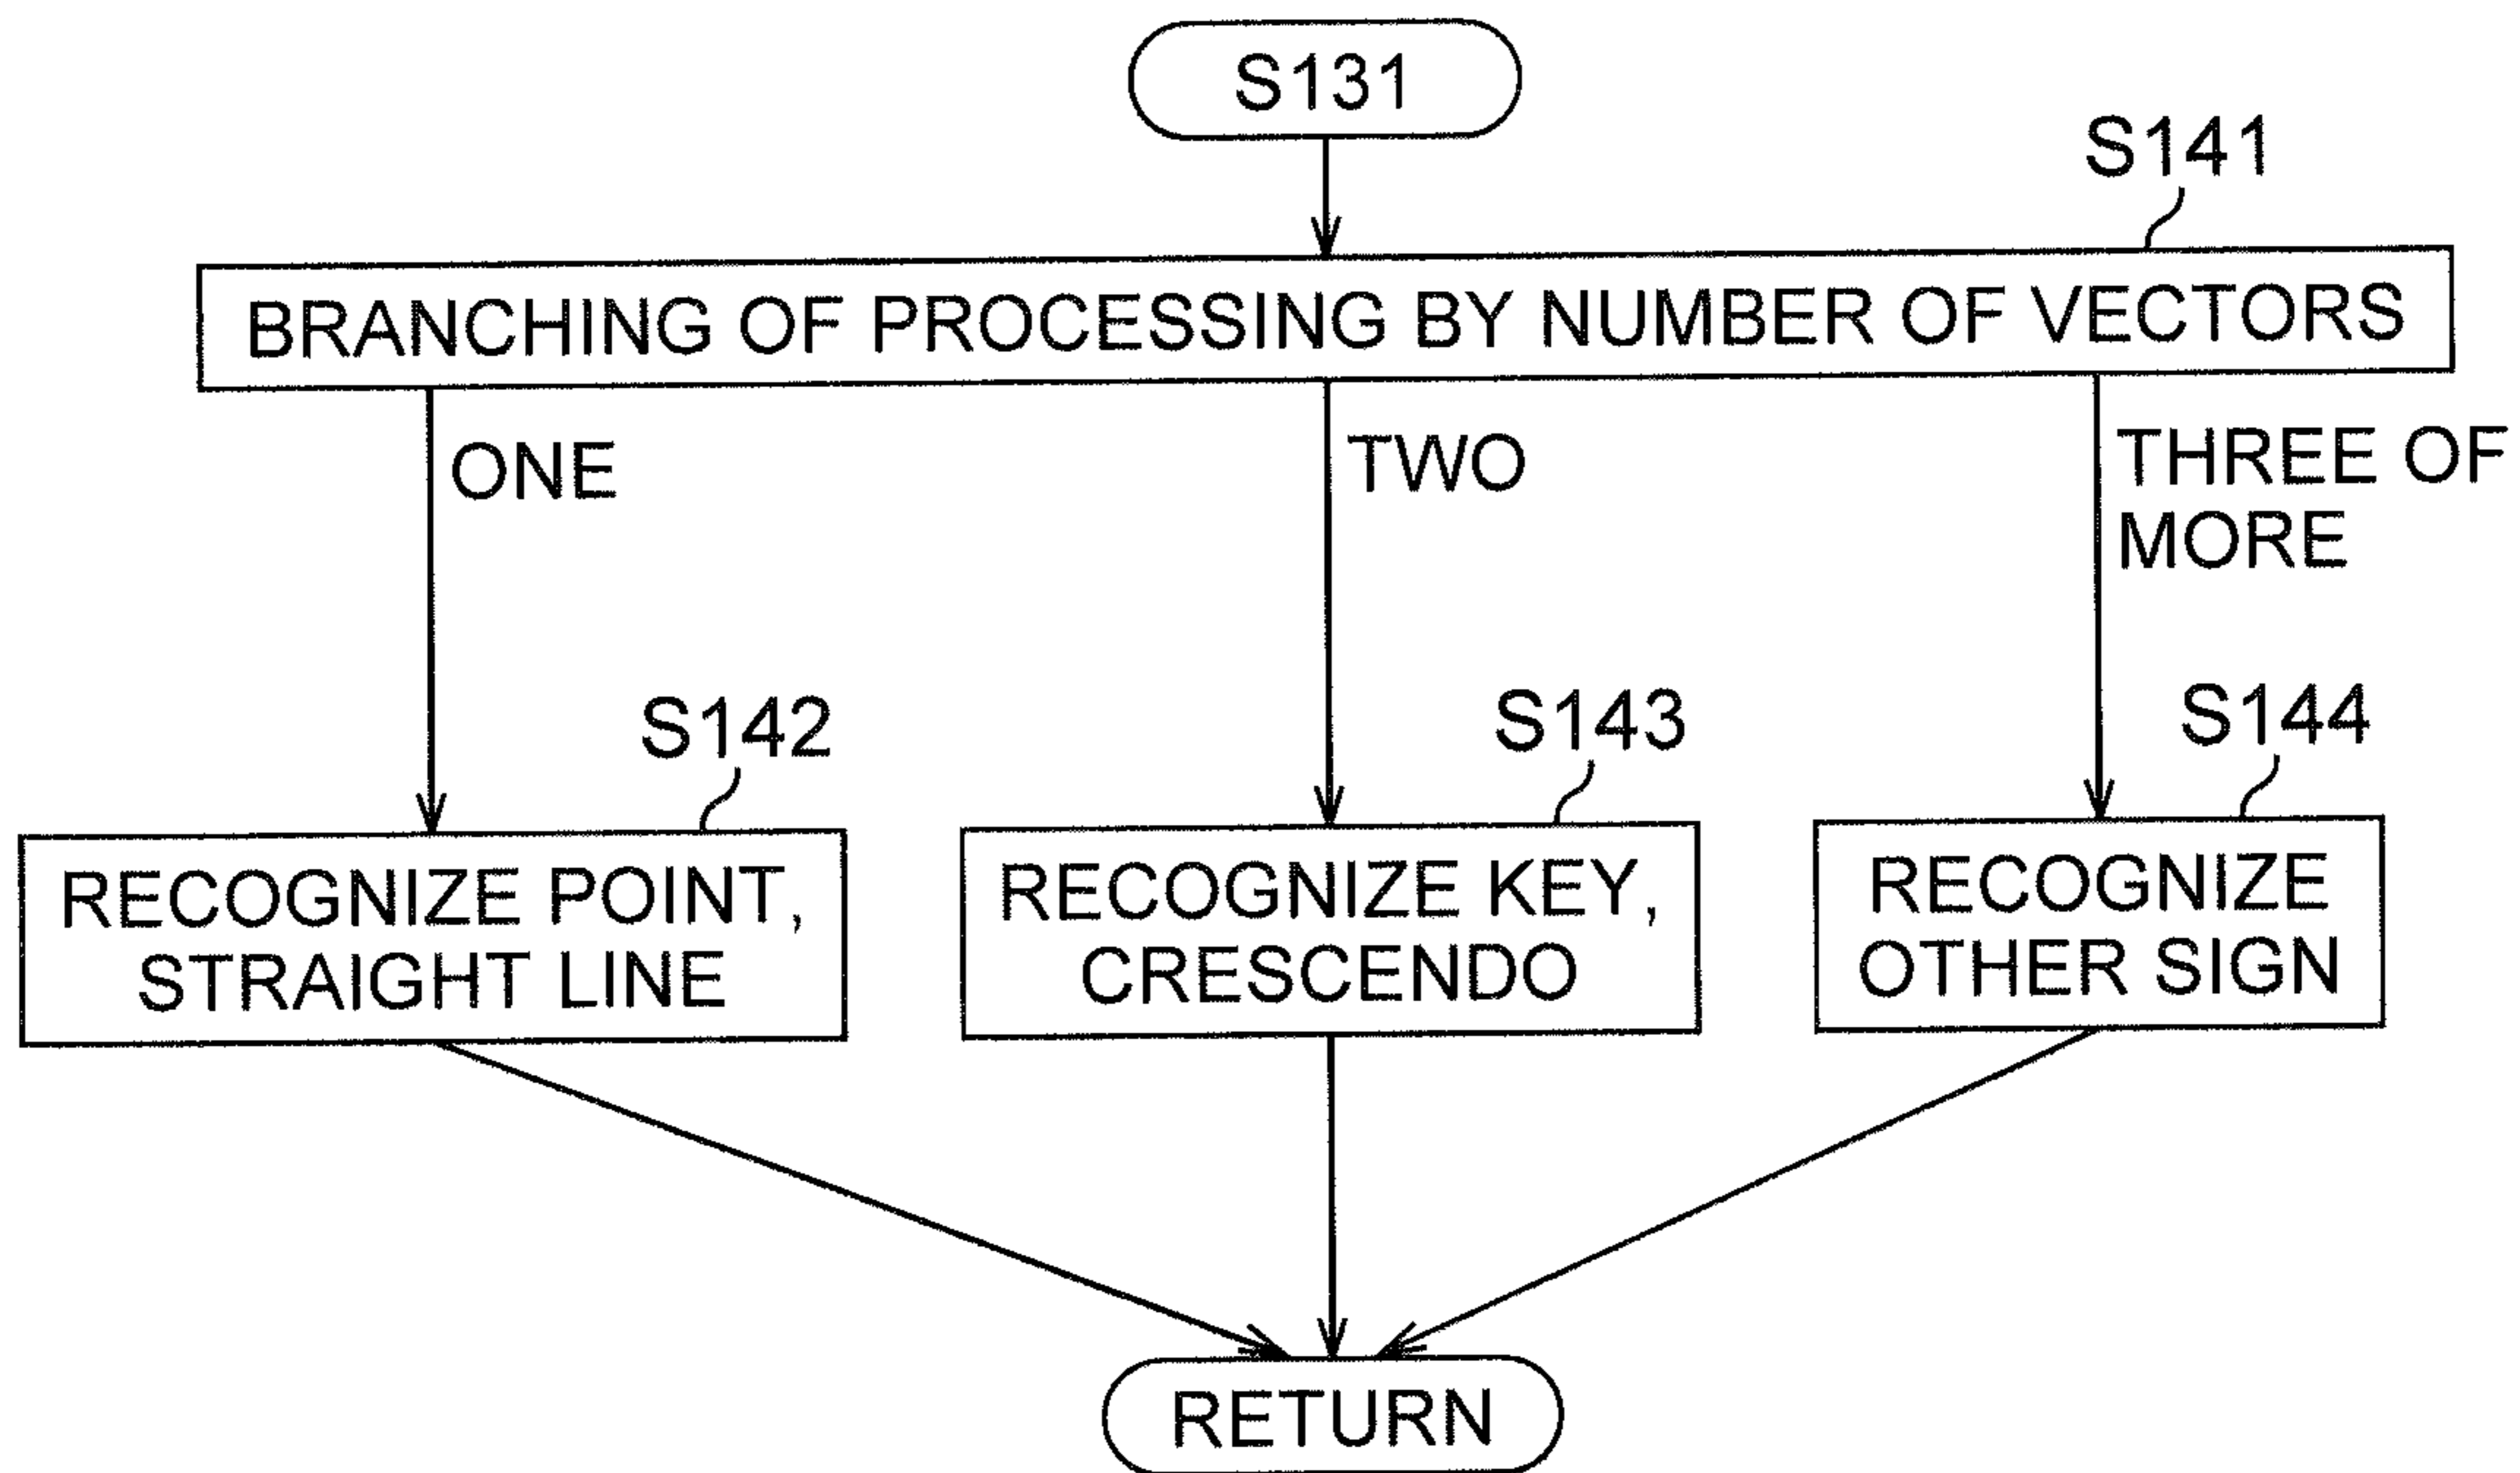 S131
S141
BRANCHING OF PROCESSING BY NUMBER OF VECTORS
ONE
TWO
THREE OF
MORE
S142
S143
S144
RECOGNIZE POINT,
STRAIGHT LINE
RECOGNIZE KEY,
CRESCENDO
RECOGNIZE
OTHER SIGN
RETURN